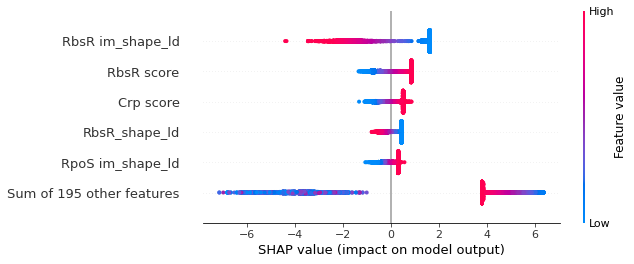 High
RbsR im_shape_ld
RbsR score
Crp score
RbsR_shape_ld
RpoS im_shape_ld
Sum of 195 other features
Feature value
Low
−6 −4 −2 0 2 4 6
SHAP value (impact on model output)